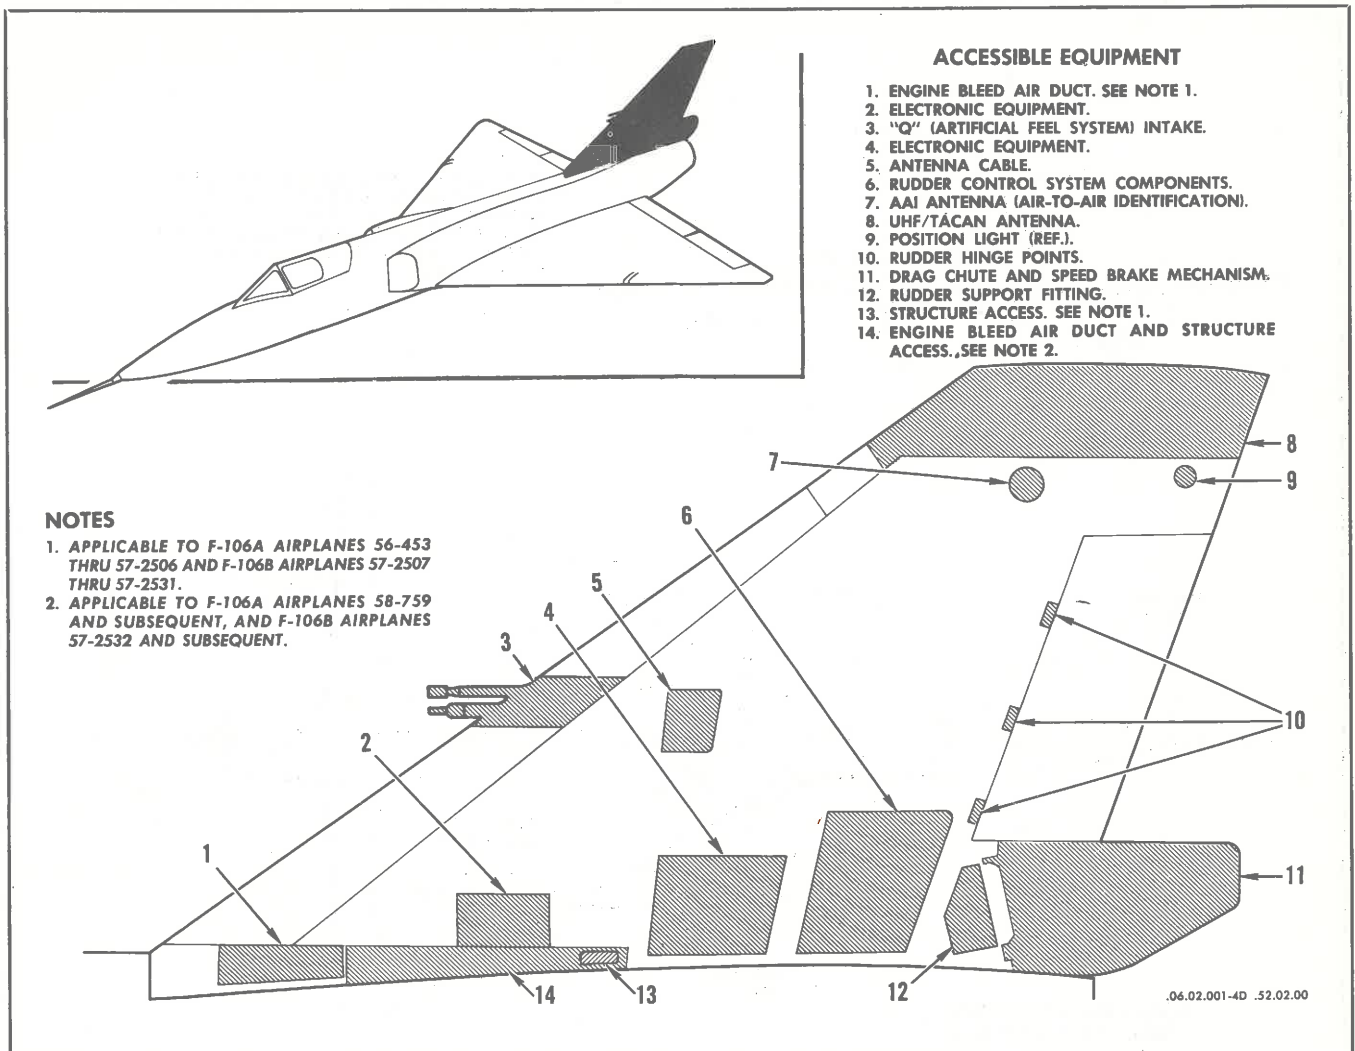 ACCESSIBLE EQUIPMENT
1. ENGINE BLEED AIR DUCT. SEE NOTE 1.
2. ELECTRONIC EQUIPMENT.
3. "Q" (ARTIFICIAL FEEL SYSTEM) INTAKE.
4. ELECTRONIC EQUIPMENT.
5. ANTENNA CABLE.
6. RUDDER CONTROL SYSTEM COMPONENTS.
7. AAI ANTENNA (AIR-TO-AIR IDENTIFICATION).
8. UHF/TACAN ANTENNA.
9. POSITION LIGHT (REF.).
10. RUDDER HINGE POINTS.
11. DRAG CHUTE AND SPEED BRAKE MECHANISM.
12. RUDDER SUPPORT FITTING.
13. STRUCTURE ACCESS. SEE NOTE 1.
14. ENGINE BLEED AIR DUCT AND STRUCTURE
ACCESS. SEE NOTE 2.
NOTES
1. APPLICABLE TO F-106A AIRPLANES 56-453
THRU 57-2506 AND F-106B AIRPLANES 57-2507
THRU 57-2531.
2. APPLICABLE TO F-106A AIRPLANES 58-759
AND SUBSEQUENT, AND F-106B AIRPLANES
57-2532 AND SUBSEQUENT.
8
7
9
6
5
4
3
10
2
1
11
14
13
12
.06.02.001-4D .52.02.00